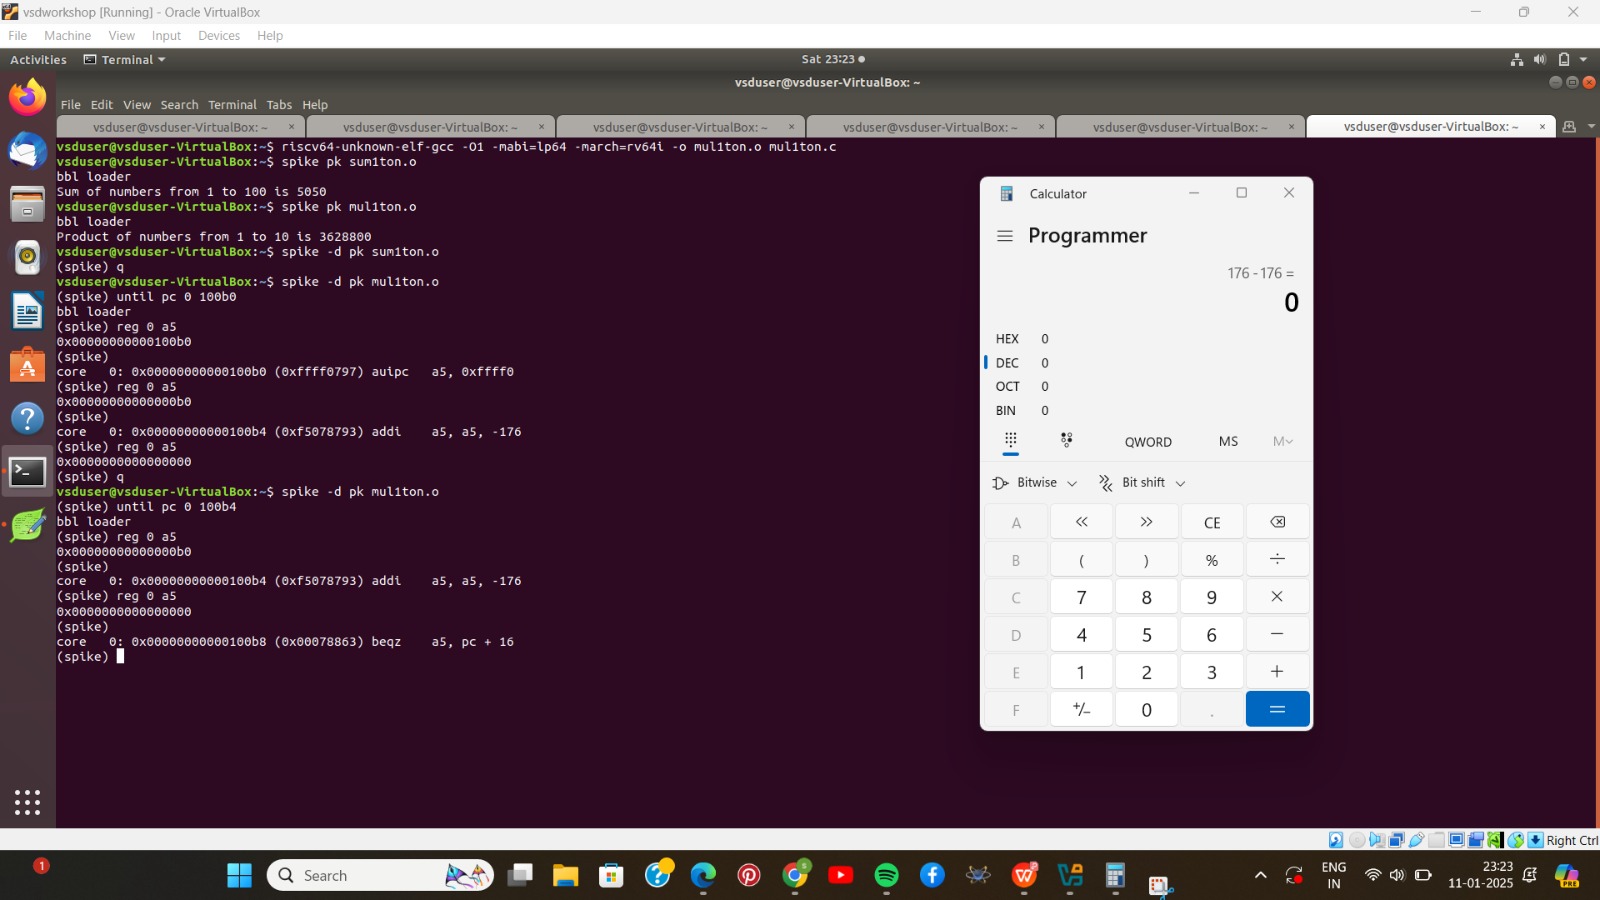 vsdworkshop [Running] - Oracle VirtualBox
File Machine View Input Devices Help
Activities Terminal Sat 23:23
vsduser@vsduser-VirtualBox: ~
File Edit View Search Terminal Tabs Help
vsduser@vsduser-VirtualBox: ~ × vsduser@vsduser-VirtualBox: ~ × vsduser@vsduser-VirtualBox: ~ × vsduser@vsduser-VirtualBox: ~ × vsduser@vsduser-VirtualBox: ~ × vsduser@vsduser-VirtualBox: ~ ×
vsduser@vsduser-VirtualBox:~$ riscv64-unknown-elf-gcc -O1 -mabi=lp64 -march=rv64i -o mul1ton.o mul1ton.c
vsduser@vsduser-VirtualBox:~$ spike pk sum1ton.o
bbl loader
Sum of numbers from 1 to 100 is 5050
vsduser@vsduser-VirtualBox:~$ spike pk mul1ton.o
bbl loader
Product of numbers from 1 to 10 is 3628800
vsduser@vsduser-VirtualBox:~$ spike -d pk sum1ton.o
(spike) q
vsduser@vsduser-VirtualBox:~$ spike -d pk mul1ton.o
(spike) until pc 0 100b0
bbl loader
(spike) reg 0 a5
0x00000000000100b0
(spike)
core   0: 0x00000000000100b0 (0xffff0797) auipc   a5, 0xffff0
(spike) reg 0 a5
0x00000000000000b0
(spike)
core   0: 0x00000000000100b4 (0xf5078793) addi    a5, a5, -176
(spike) reg 0 a5
0x0000000000000000
(spike) q
vsduser@vsduser-VirtualBox:~$ spike -d pk mul1ton.o
(spike) until pc 0 100b4
bbl loader
(spike) reg 0 a5
0x00000000000000b0
(spike)
core   0: 0x00000000000100b4 (0xf5078793) addi    a5, a5, -176
(spike) reg 0 a5
0x0000000000000000
(spike)
core   0: 0x00000000000100b8 (0x00078863) beqz    a5, pc + 16
(spike)
Calculator
Programmer
176 - 176 =
0
HEX 0
DEC 0
OCT 0
BIN 0
QWORD MS M
Bitwise Bit shift
A << >> CE
B ( ) % ÷
C 7 8 9 ×
D 4 5 6 −
E 1 2 3 +
F +/− 0 . =
Right Ctrl
1
Search
ENG
IN
23:23
11-01-2025
PRE